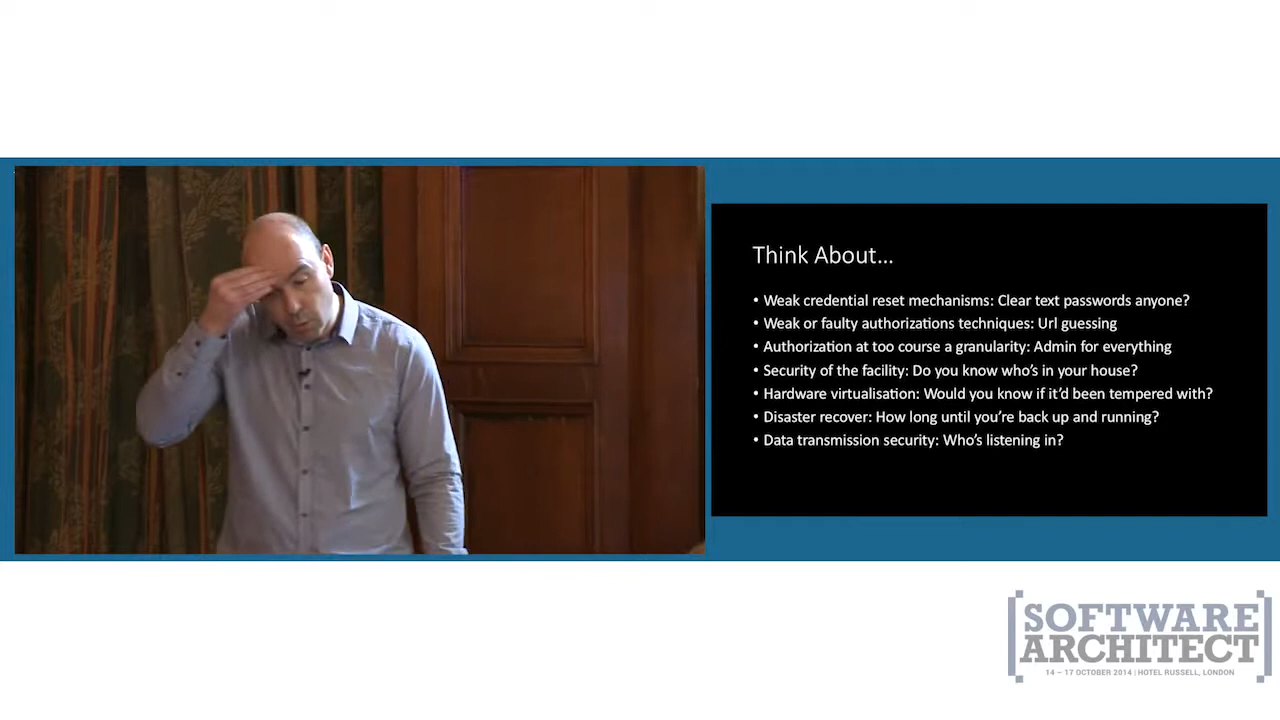 Think About...
• Weak credential reset mechanisms: Clear text passwords anyone?
• Weak or faulty authorizations techniques: Url guessing
• Authorization at too course a granularity: Admin for everything
• Security of the facility: Do you know who's in your house?
• Hardware virtualisation: Would you know if it'd been tempered with?
• Disaster recover: How long until you're back up and running?
• Data transmission security: Who's listening in?
[SOFTWARE
ARCHITECT]
14 – 17 OCTOBER 2014 | HOTEL RUSSELL, LONDON